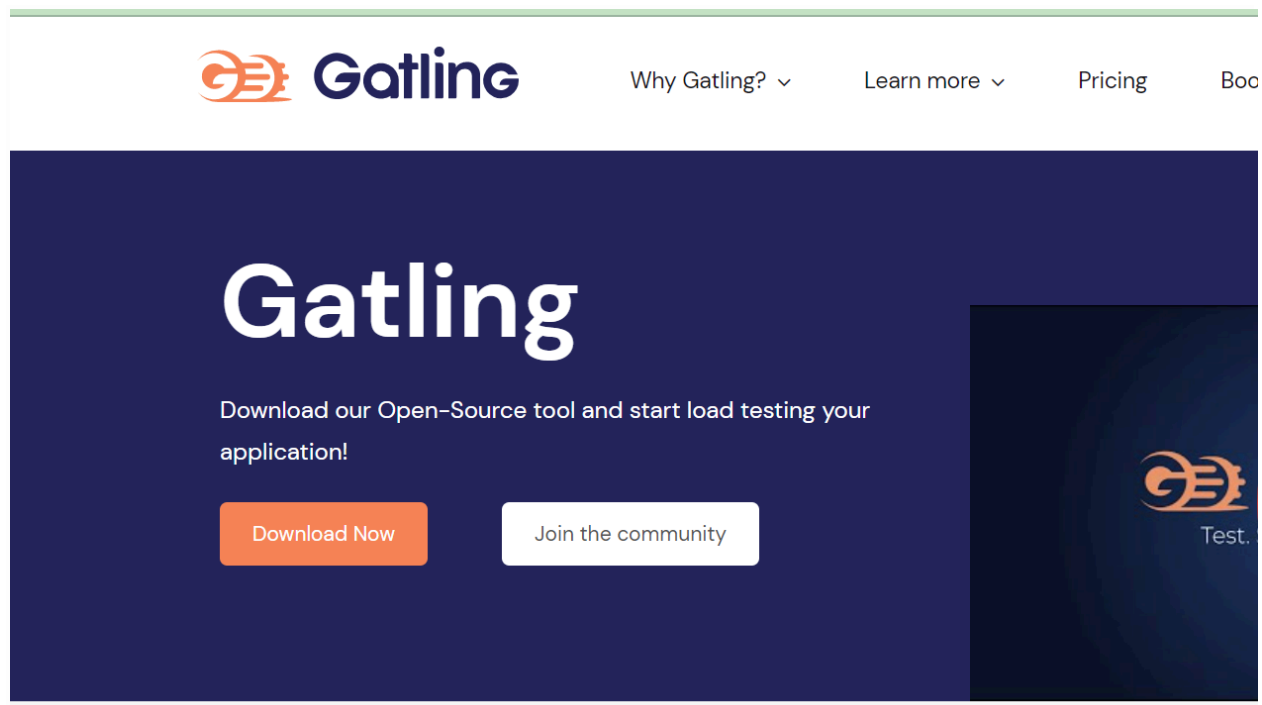 Gatling
Why Gatling?
Learn more
Pricing
Boo
Gatling
Download our Open-Source tool and start load testing your
application!
Download Now
Join the community
Test.